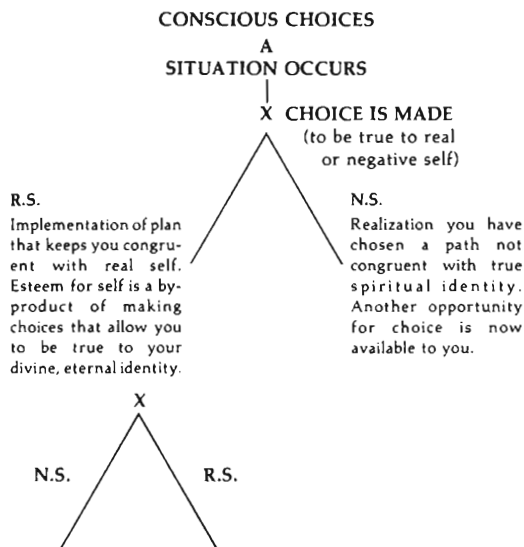 CONSCIOUS CHOICES
A
SITUATION OCCURS
X CHOICE IS MADE
(to be true to real
or negative self)
R.S.
Implementation of plan
that keeps you congru-
ent with real self.
Esteem for self is a by-
product of making
choices that allow you
to be true to your
divine, eternal identity.
N.S.
Realization you have
chosen a path not
congruent with true
spiritual identity.
Another opportunity
for choice is now
available to you.
X
N.S. R.S.